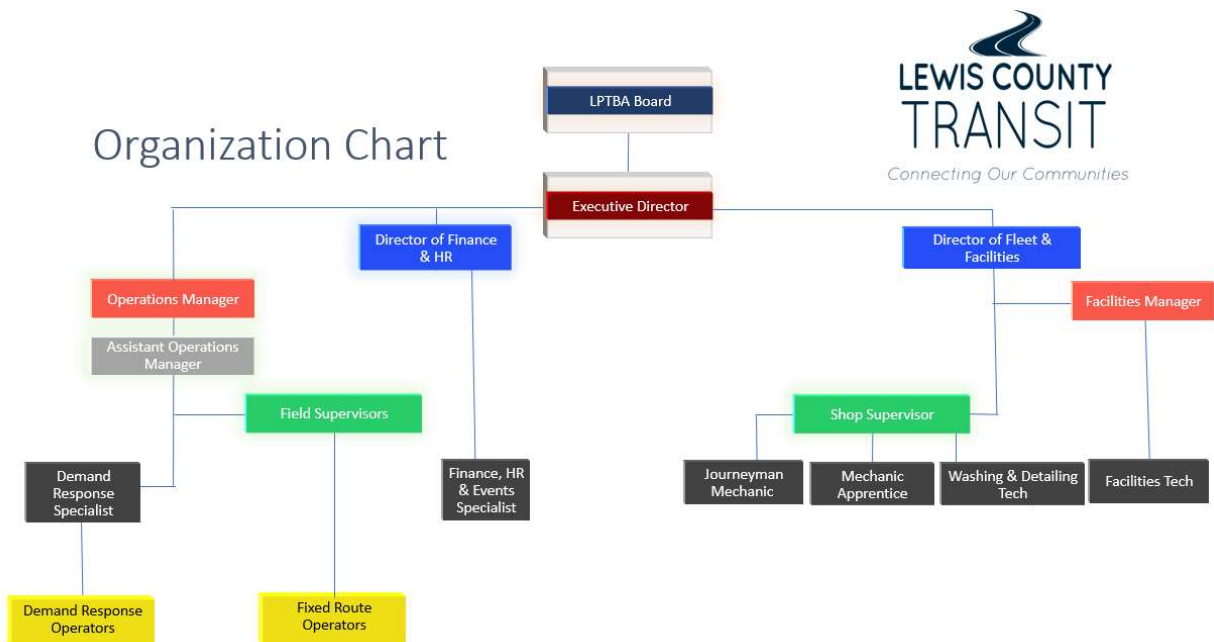 LEWIS COUNTY
TRANSIT
Connecting Our Communities
Organization Chart
LPTBA Board
Executive Director
Director of Finance
& HR
Director of Fleet &
Facilities
Operations Manager
Facilities Manager
Assistant Operations
Manager
Field Supervisors
Shop Supervisor
Demand
Response
Specialist
Finance, HR
& Events
Specialist
Journeyman
Mechanic
Mechanic
Apprentice
Washing & Detailing
Tech
Facilities Tech
Demand Response
Operators
Fixed Route
Operators